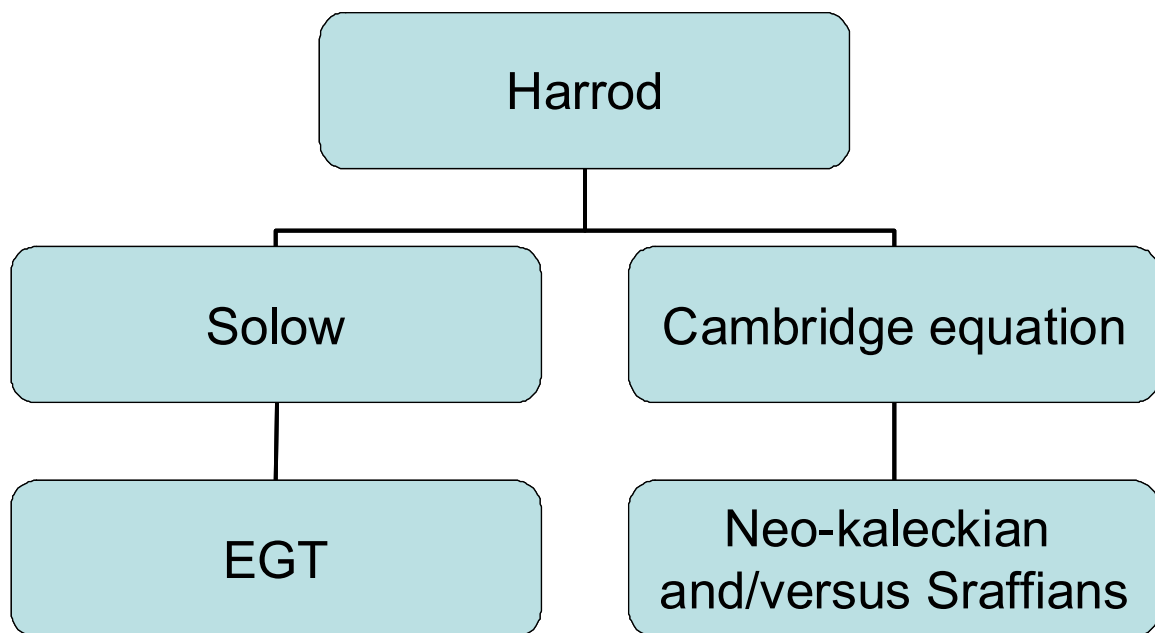 Harrod
Solow
Cambridge equation
EGT
Neo-kaleckian
and/versus Sraffians